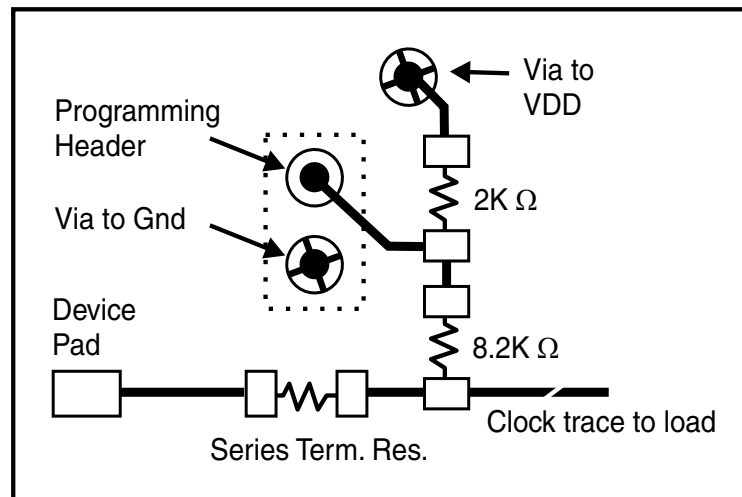 Via to
VDD
Programming
Header
2K Ω
Via to Gnd
Device
Pad
8.2K Ω
Clock trace to load
Series Term. Res.